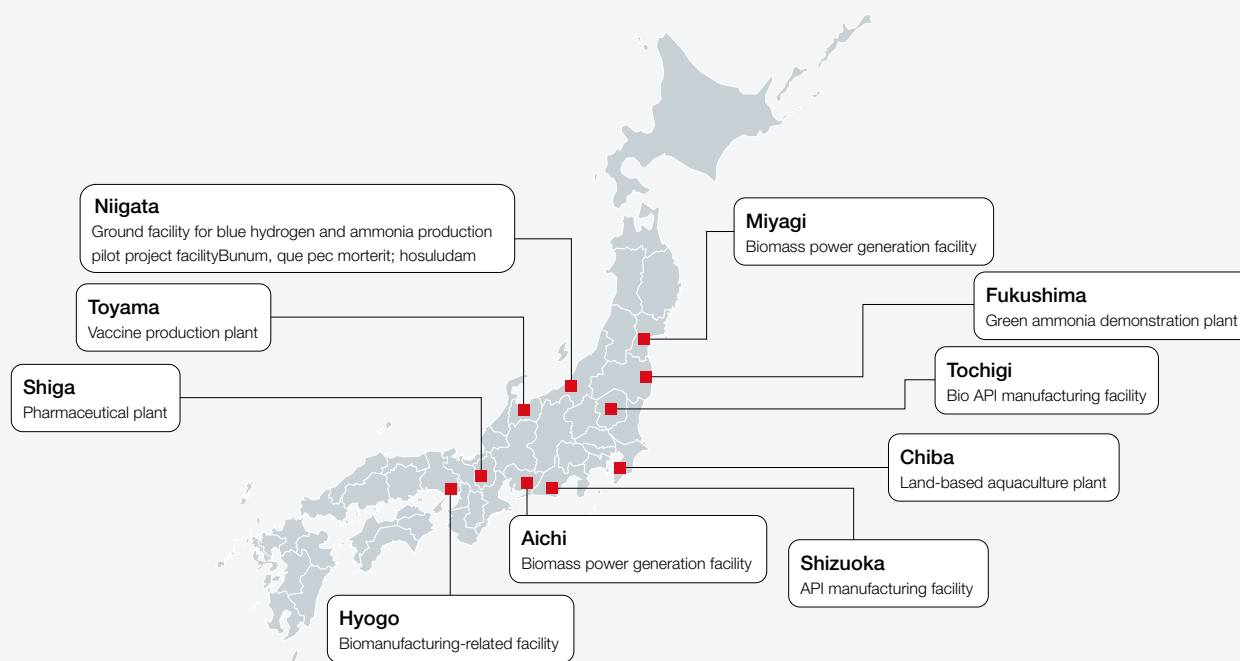 Niigata
Ground facility for blue hydrogen and ammonia production
pilot project facilityBunum, que pec morterit; hosuludam
Toyama
Vaccine production plant
Shiga
Pharmaceutical plant
Miyagi
Biomass power generation facility
Fukushima
Green ammonia demonstration plant
Tochigi
Bio API manufacturing facility
Chiba
Land-based aquaculture plant
Aichi
Biomass power generation facility
Shizuoka
API manufacturing facility
Hyogo
Biomanufacturing-related facility